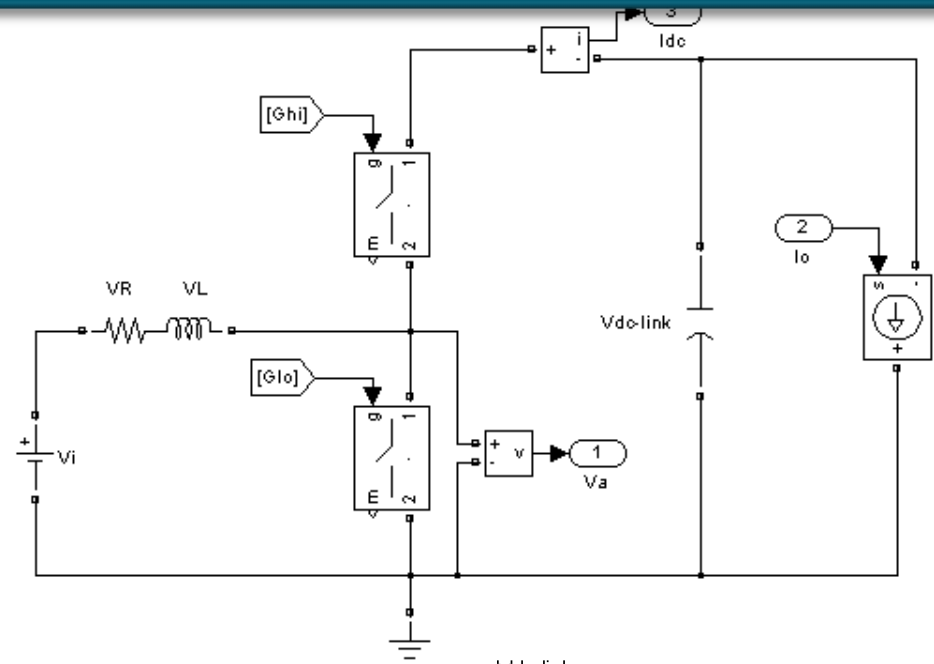 3
Idc
i
+
-
[Ghi]
g 1
m 2
2
Io
s -
+
VR VL
Vdc-link
[Glo]
g 1
m 2
+
-
v
1
Va
+
Vi